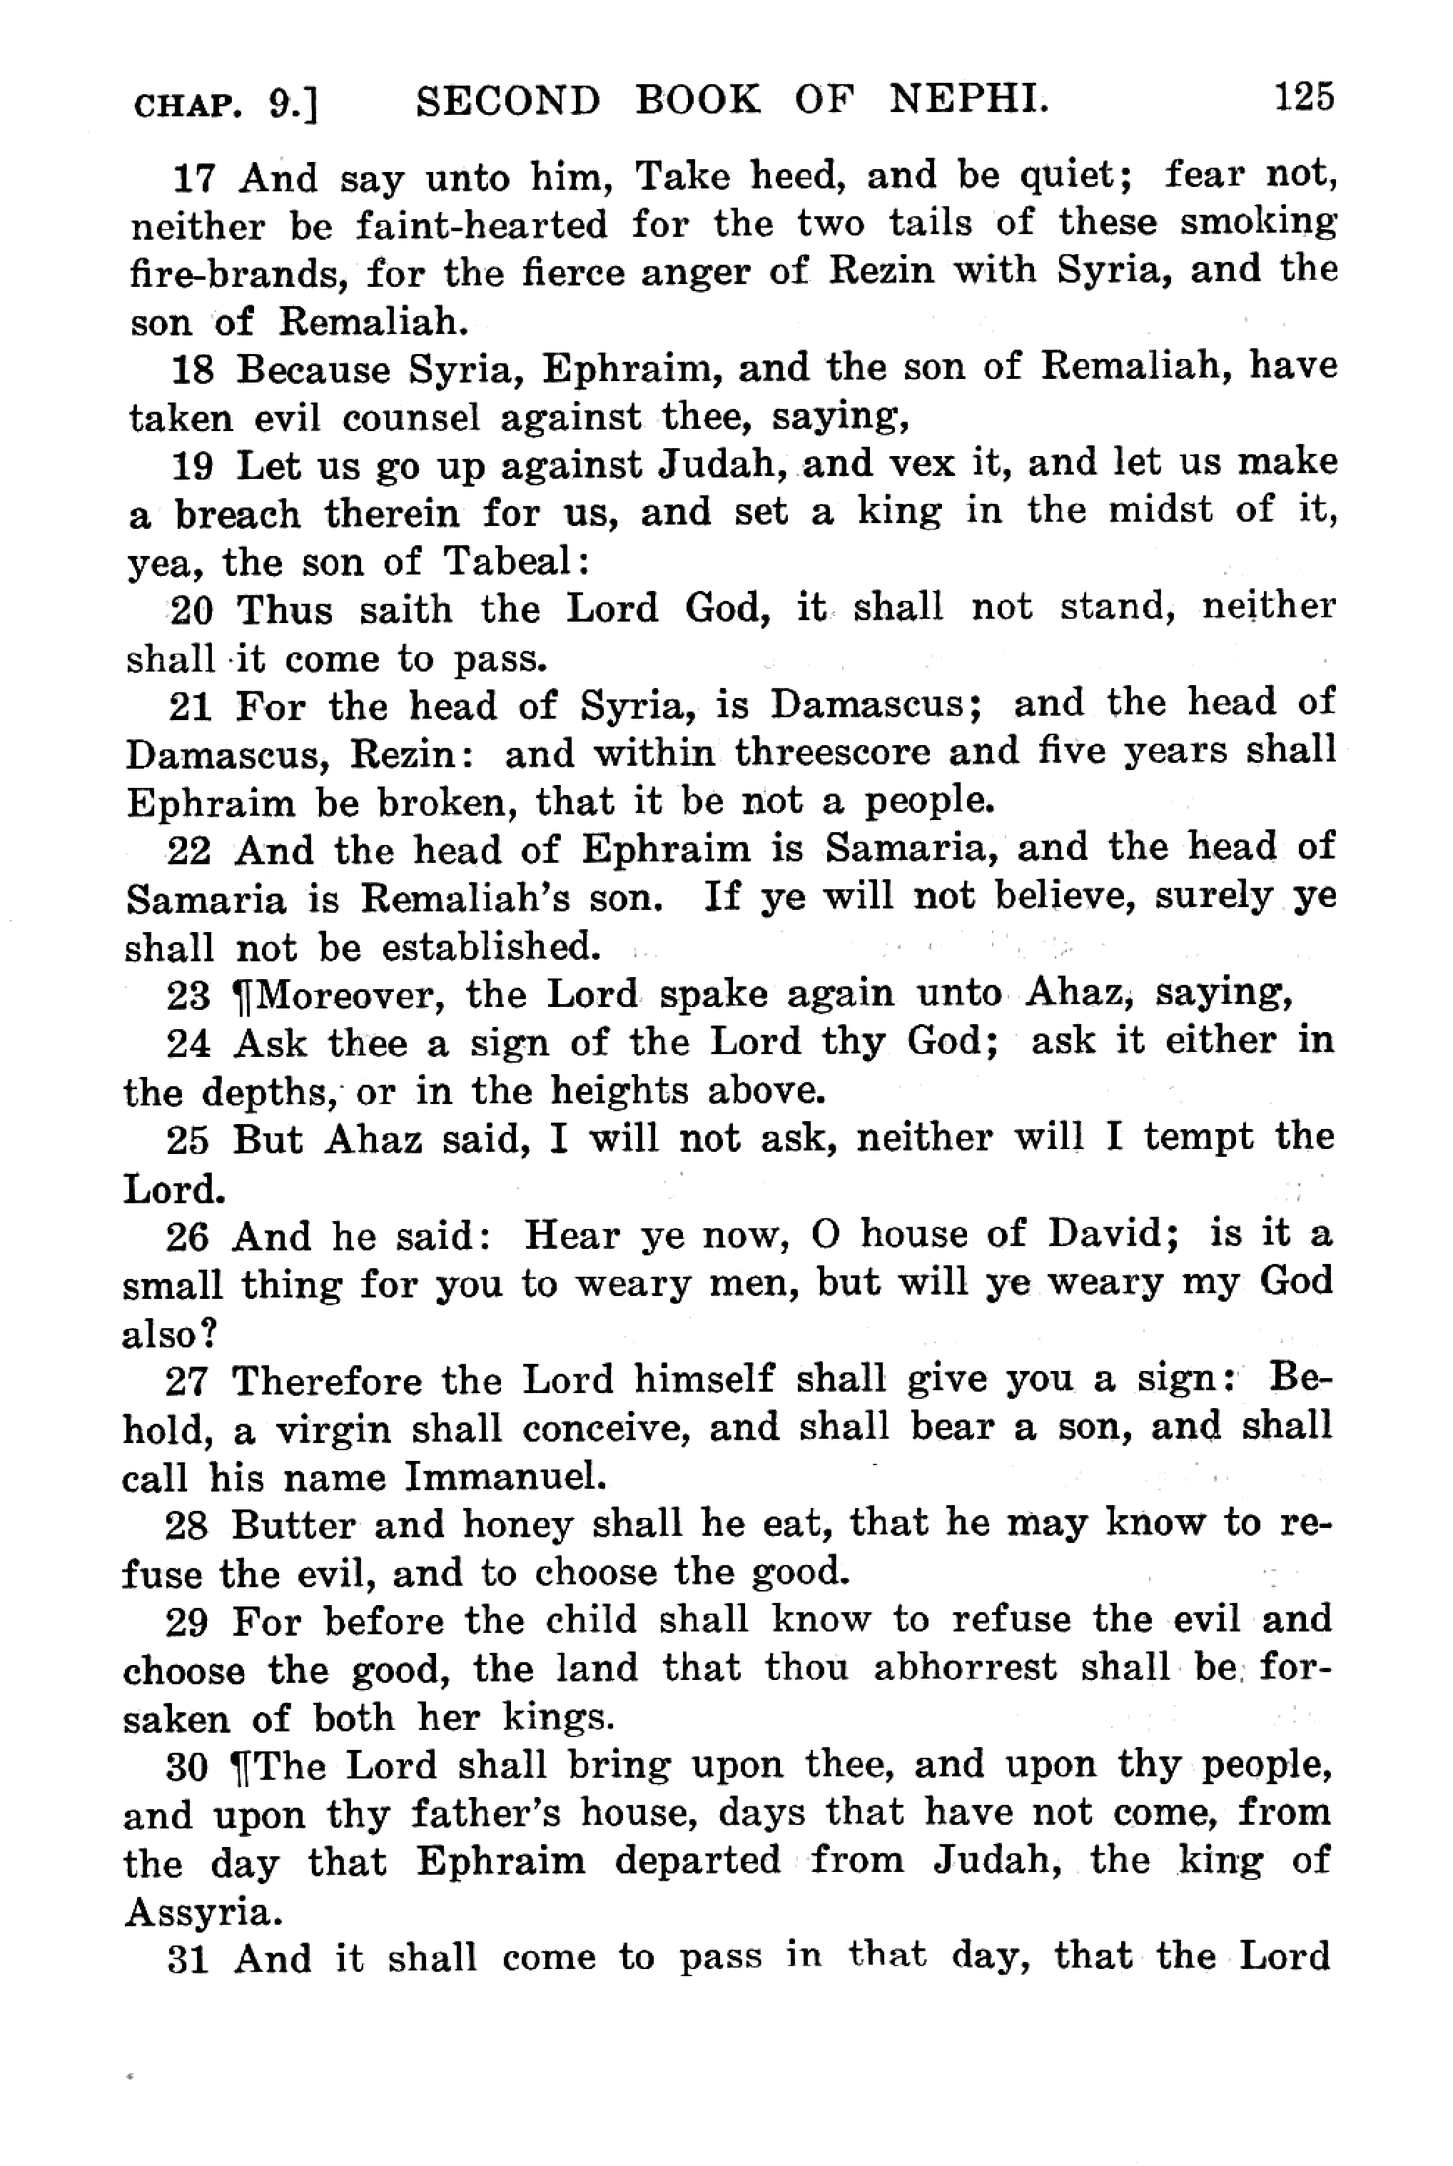 CHAP. 9.] SECOND BOOK OF NEPHI. 125
17 And say unto him, Take heed, and be quiet; fear not,
neither be faint-hearted for the two tails of these smoking
fire-brands, for the fierce anger of Rezin with Syria, and the
son of Remaliah.
18 Because Syria, Ephraim, and the son of Remaliah, have
taken evil counsel against thee, saying,
19 Let us go up against Judah, and vex it, and let us make
a breach therein for us, and set a king in the midst of it,
yea, the son of Tabeal:
20 Thus saith the Lord God, it shall not stand, neither
shall it come to pass.
21 For the head of Syria, is Damascus; and the head of
Damascus, Rezin: and within threescore and five years shall
Ephraim be broken, that it be not a people.
22 And the head of Ephraim is Samaria, and the head of
Samaria is Remaliah's son. If ye will not believe, surely ye
shall not be established.
23 ¶Moreover, the Lord spake again unto Ahaz, saying,
24 Ask thee a sign of the Lord thy God; ask it either in
the depths, or in the heights above.
25 But Ahaz said, I will not ask, neither will I tempt the
Lord.
26 And he said: Hear ye now, O house of David; is it a
small thing for you to weary men, but will ye weary my God
also?
27 Therefore the Lord himself shall give you a sign: Be-
hold, a virgin shall conceive, and shall bear a son, and shall
call his name Immanuel.
28 Butter and honey shall he eat, that he may know to re-
fuse the evil, and to choose the good.
29 For before the child shall know to refuse the evil and
choose the good, the land that thou abhorrest shall be for-
saken of both her kings.
30 ¶The Lord shall bring upon thee, and upon thy people,
and upon thy father's house, days that have not come, from
the day that Ephraim departed from Judah, the king of
Assyria.
31 And it shall come to pass in that day, that the Lord